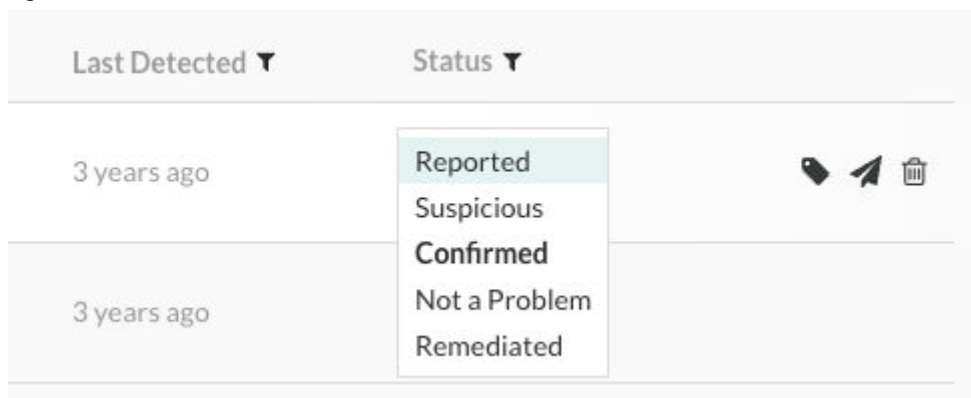 Last Detected Status
3 years ago
Reported
Suspicious
Confirmed
Not a Problem
Remediated
3 years ago